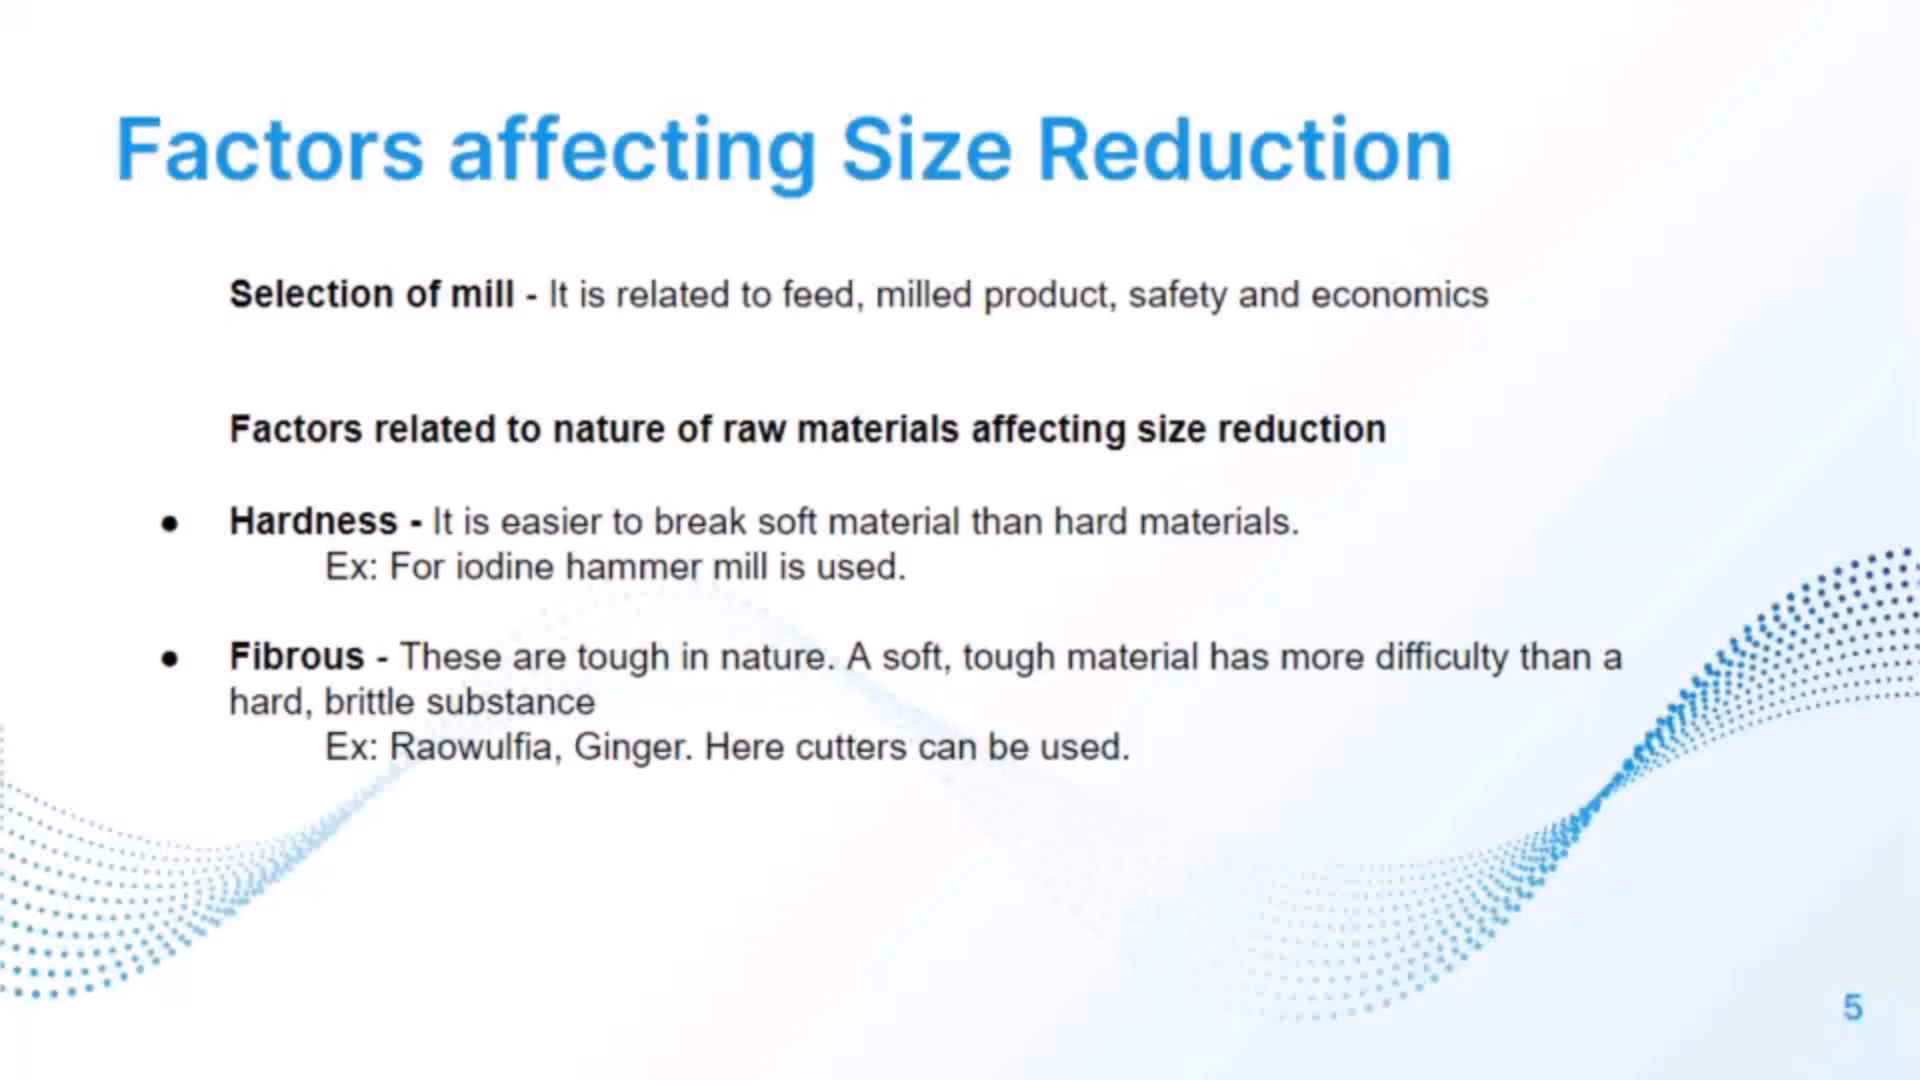 Factors affecting Size Reduction
Selection of mill - It is related to feed, milled product, safety and economics
Factors related to nature of raw materials affecting size reduction
● Hardness - It is easier to break soft material than hard materials.
Ex: For iodine hammer mill is used.
● Fibrous - These are tough in nature. A soft, tough material has more difficulty than a
hard, brittle substance
Ex: Raowulfia, Ginger. Here cutters can be used.
5